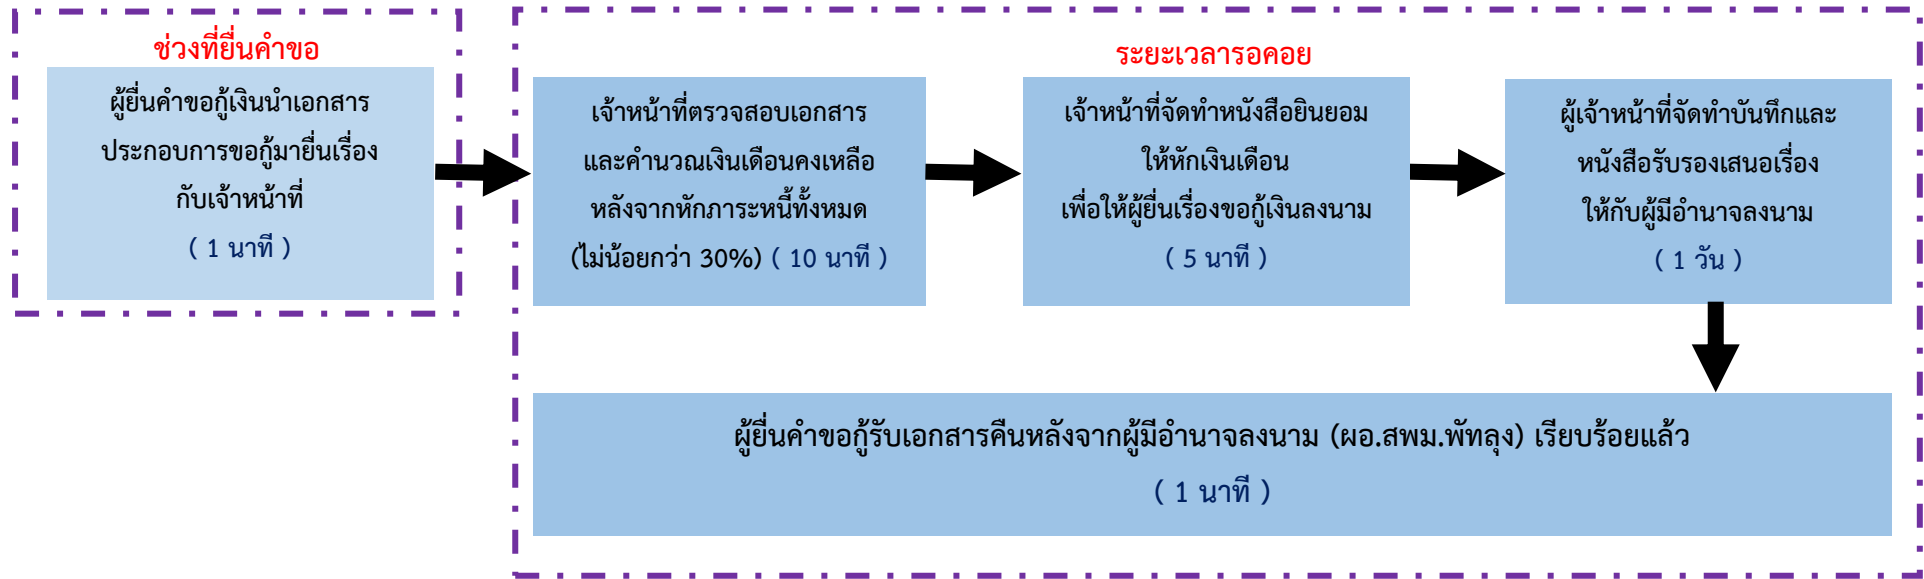 ช่วงที่ยื่นคำขอ
ผู้ยื่นคำขอกู้เงินนำเอกสาร
ประกอบการขอกู้มายื่นเรื่อง
กับเจ้าหน้าที่
( 1 นาที )
ระยะเวลารอคอย
เจ้าหน้าที่ตรวจสอบเอกสาร
และคำนวณเงินเดือนคงเหลือ
หลังจากหักภาระหนี้ทั้งหมด
(ไม่น้อยกว่า 30%) ( 10 นาที )
เจ้าหน้าที่จัดทำหนังสือยินยอม
ให้หักเงินเดือน
เพื่อให้ผู้ยื่นเรื่องขอกู้เงินลงนาม
( 5 นาที )
ผู้เจ้าหน้าที่จัดทำบันทึกและ
หนังสือรับรองเสนอเรื่อง
ให้กับผู้มีอำนาจลงนาม
( 1 วัน )
ผู้ยื่นคำขอกู้รับเอกสารคืนหลังจากผู้มีอำนาจลงนาม (ผอ.สพม.พัทลุง) เรียบร้อยแล้ว
( 1 นาที )